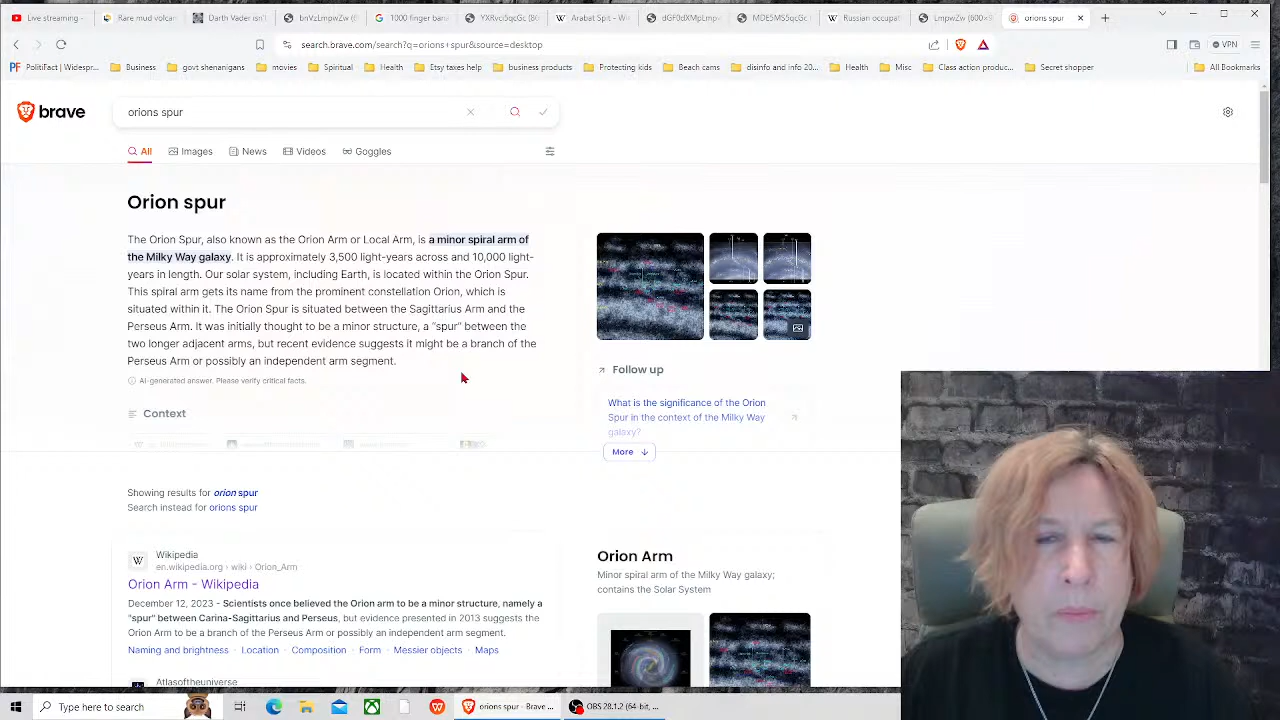 Live streaming -
Rare mud volcan
Darth Vader isn't
bnVzLmpwZw (6
1000 finger bana
YXRvci5qcGc (80
Arabat Spit - Wi
dGF0dXMpLmpv
MDE5MS5qcGc
Russian occupat
LmpwZw (600×9
orions spur
search.brave.com/search?q=orions+spur&source=desktop
VPN
PolitiFact | Widespr...
Business
govt shenanigans
movies
Spiritual
Health
Etsy taxes help
business products
Protecting kids
Beach cams
disinfo and info 20...
Health
Misc
Class action produc...
Secret shopper
All Bookmarks
brave
orions spur
All
Images
News
Videos
Goggles
Orion spur
The Orion Spur, also known as the Orion Arm or Local Arm, is a minor spiral arm of
the Milky Way galaxy. It is approximately 3,500 light-years across and 10,000 light-
years in length. Our solar system, including Earth, is located within the Orion Spur.
This spiral arm gets its name from the prominent constellation Orion, which is
situated within it. The Orion Spur is situated between the Sagittarius Arm and the
Perseus Arm. It was initially thought to be a minor structure, a “spur” between the
two longer adjacent arms, but recent evidence suggests it might be a branch of the
Perseus Arm or possibly an independent arm segment.
AI-generated answer. Please verify critical facts.
Context
Follow up
What is the significance of the Orion
Spur in the context of the Milky Way
galaxy?
More
Showing results for orion spur
Search instead for orions spur
Wikipedia
en.wikipedia.org › wiki › Orion_Arm
Orion Arm - Wikipedia
December 12, 2023 - Scientists once believed the Orion arm to be a minor structure, namely a
"spur" between Carina-Sagittarius and Perseus, but evidence presented in 2013 suggests the
Orion Arm to be a branch of the Perseus Arm or possibly an independent arm segment.
Naming and brightness · Location · Composition · Form · Messier objects · Maps
Atlasoftheuniverse
Orion Arm
Minor spiral arm of the Milky Way galaxy;
contains the Solar System
Type here to search
orions spur - Brave ...
OBS 28.1.2 (64-bit, ...